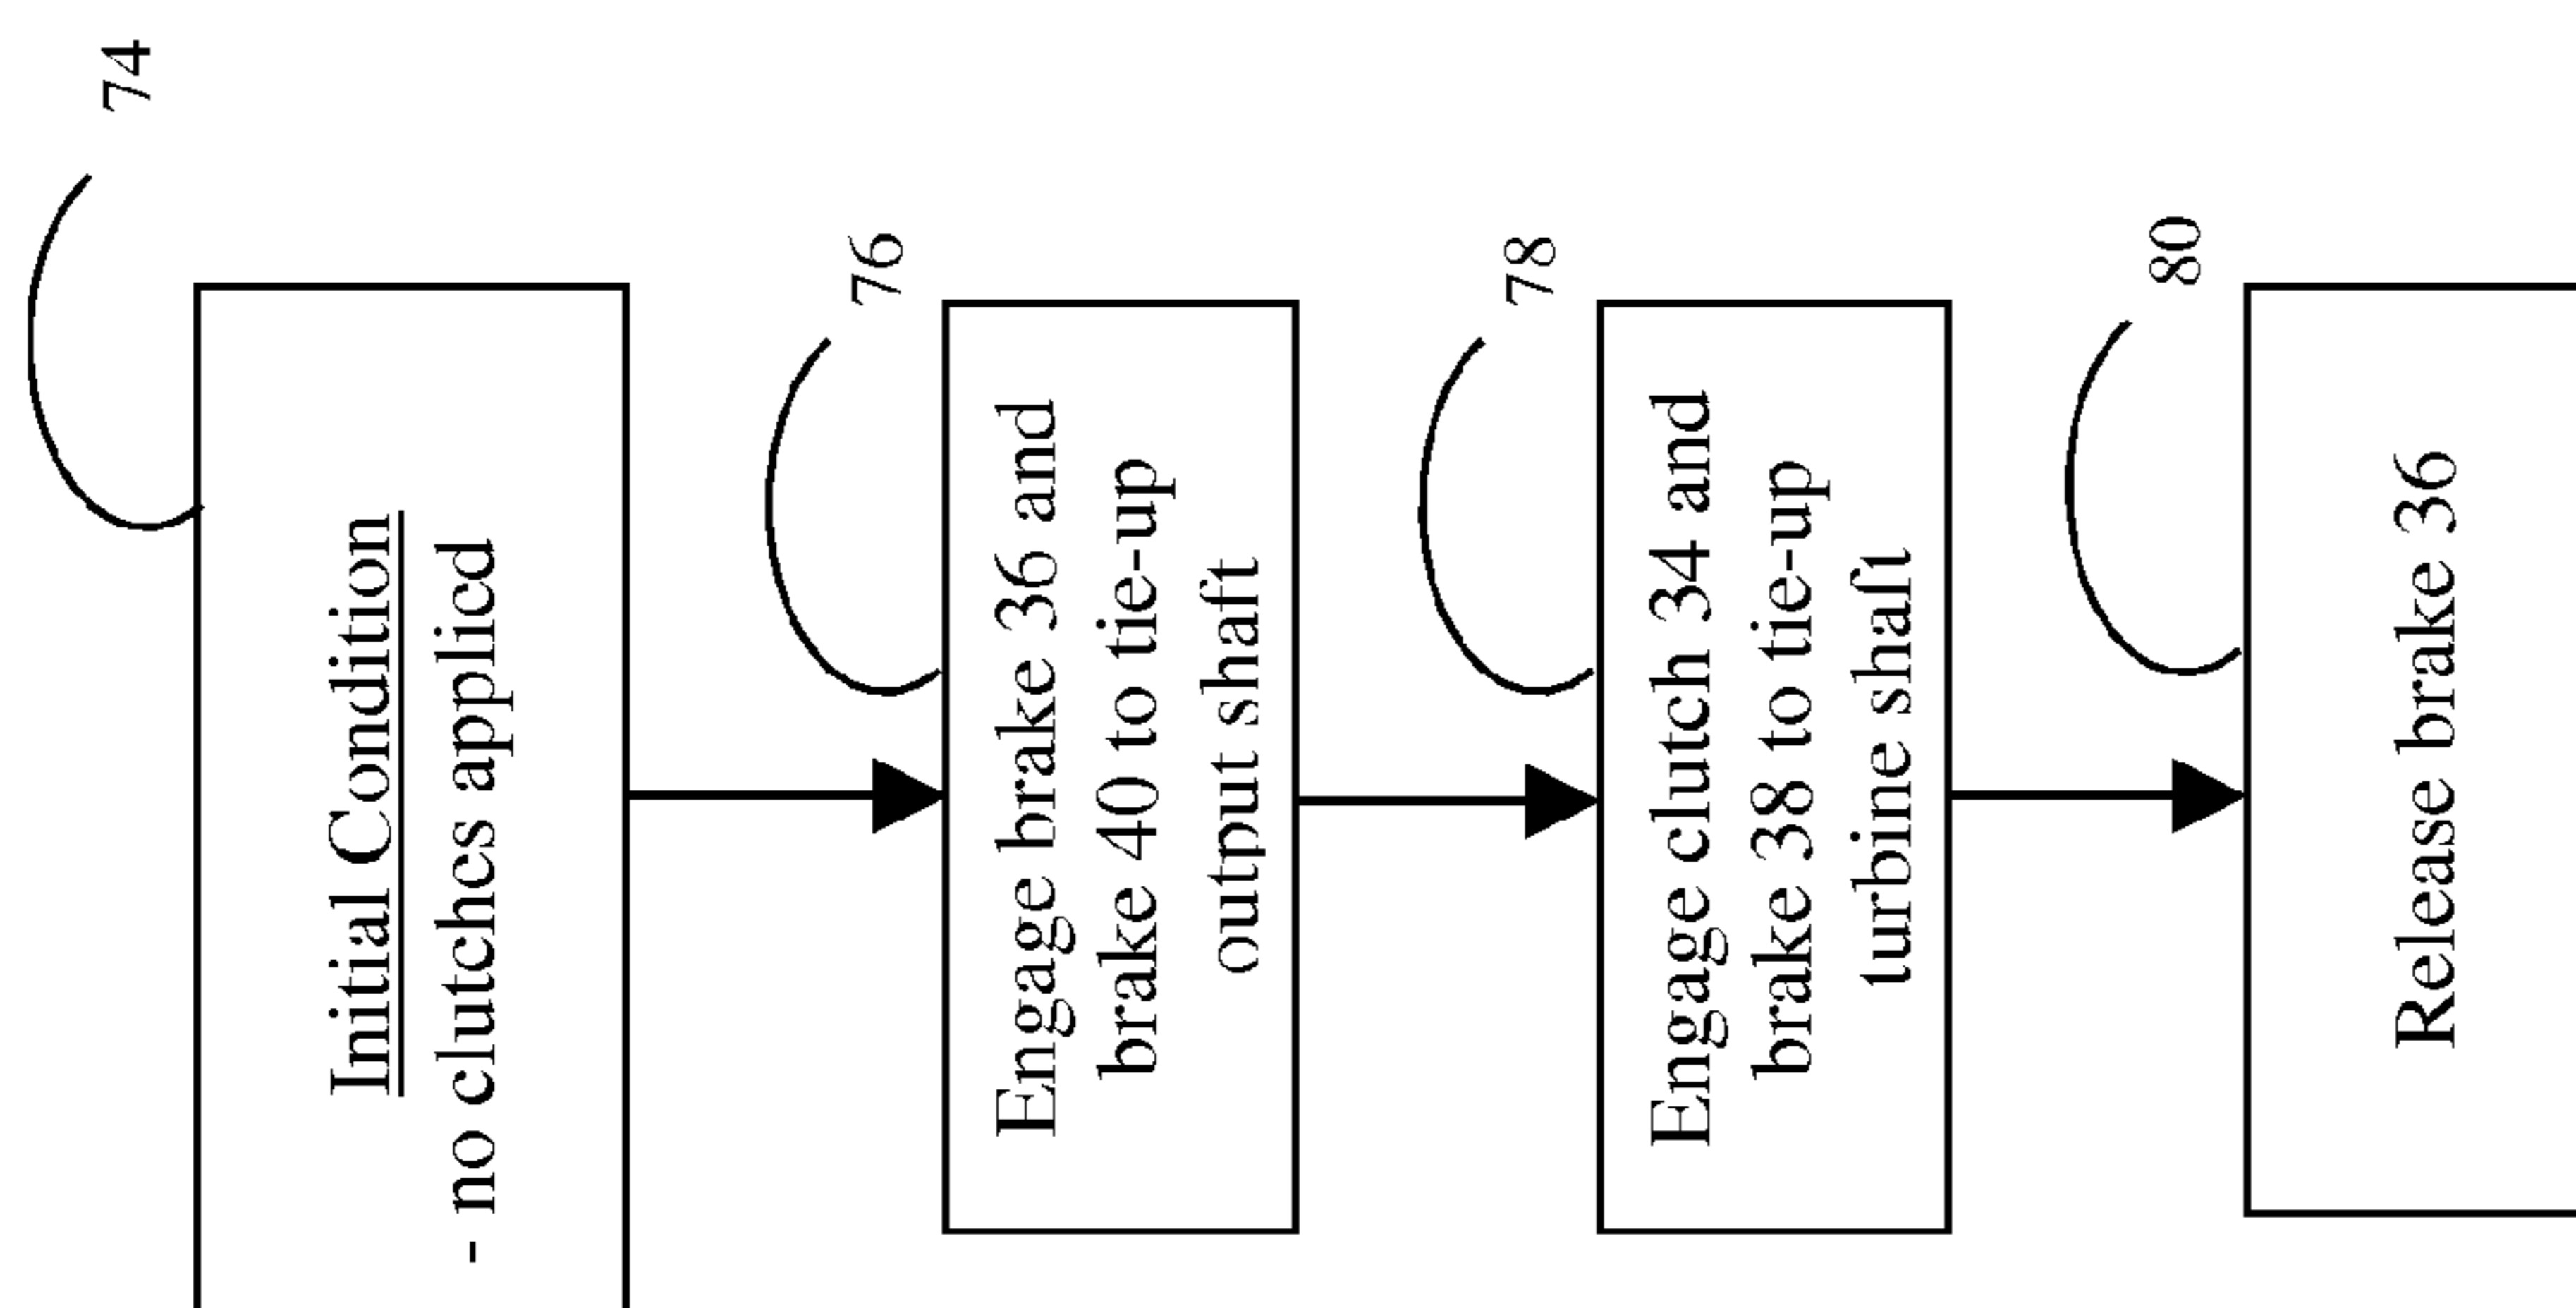 74
Initial Condition
- no clutches applied
76
Engage brake 36 and
brake 40 to tie-up
output shaft
78
Engage clutch 34 and
brake 38 to tie-up
turbine shaft
80
Release brake 36